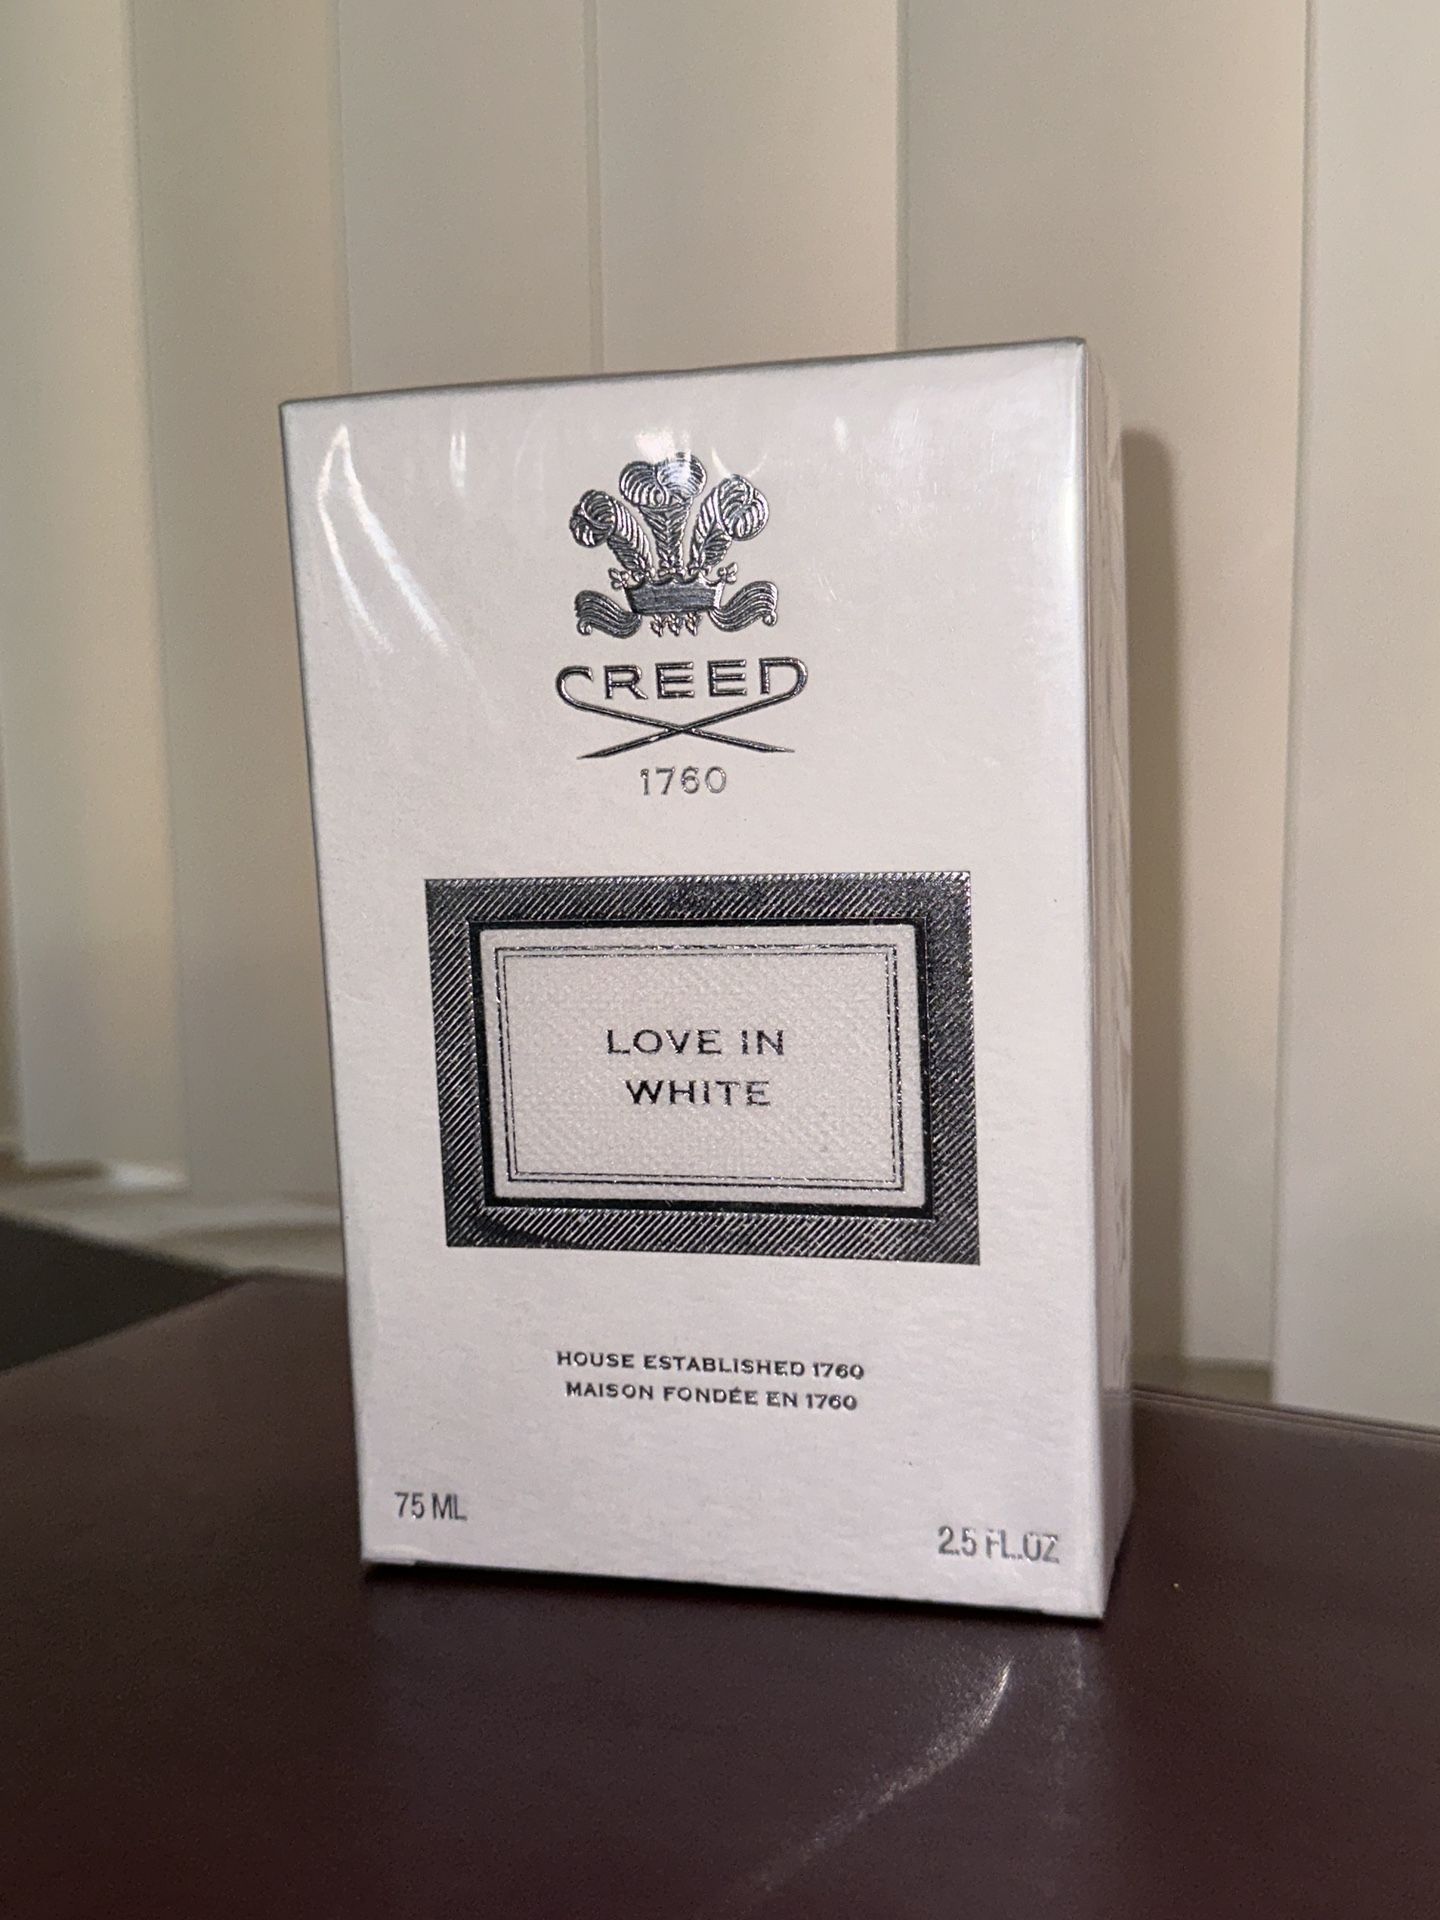 CREED
1760
LOVE IN
WHITE
HOUSE ESTABLISHED 1760
MAISON FONDÉE EN 1760
75 ML
2.5 FL.OZ